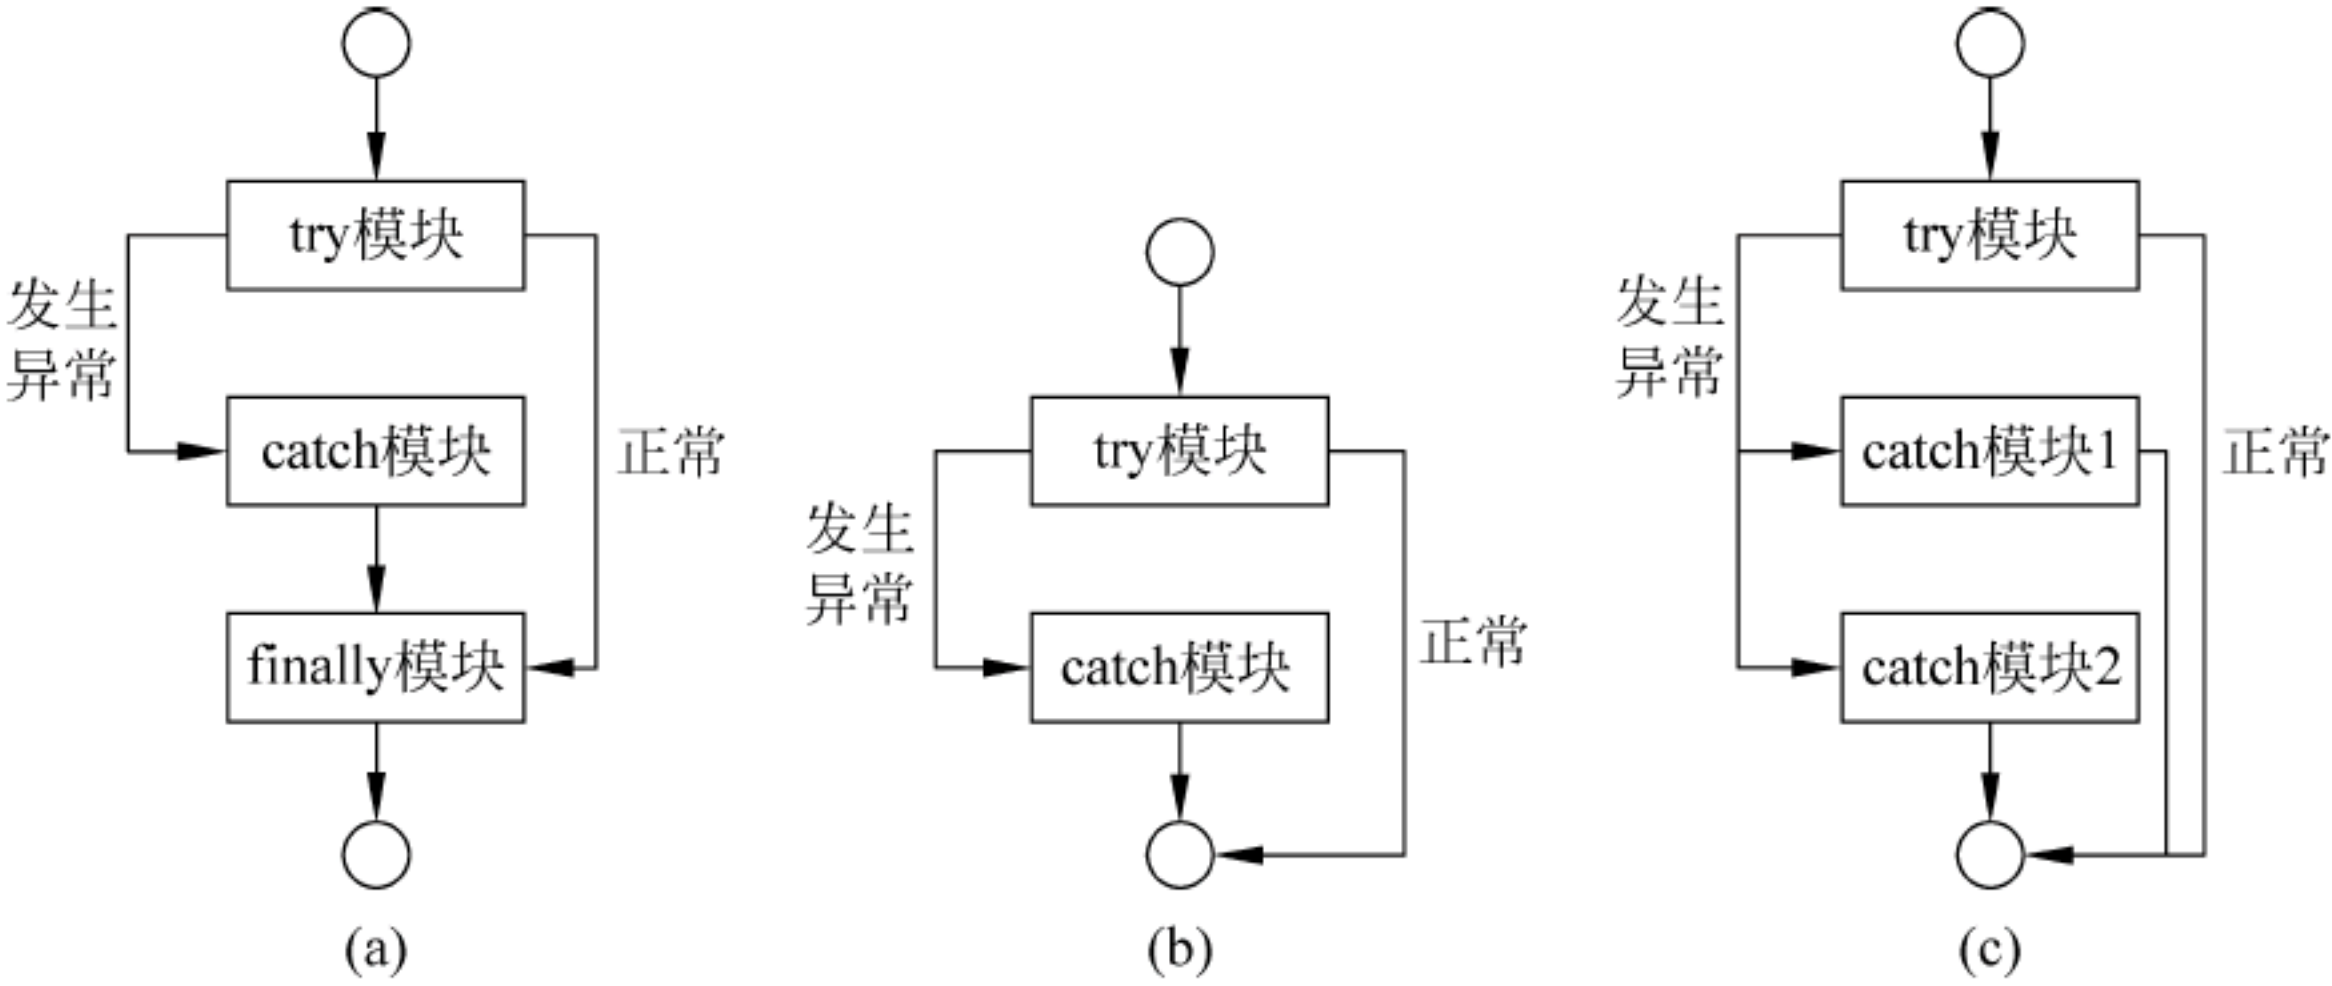 try模块
发生
异常
catch模块
正常
finally模块
(a)
try模块
发生
异常
catch模块
正常
(b)
try模块
发生
异常
catch模块1
正常
catch模块2
(c)